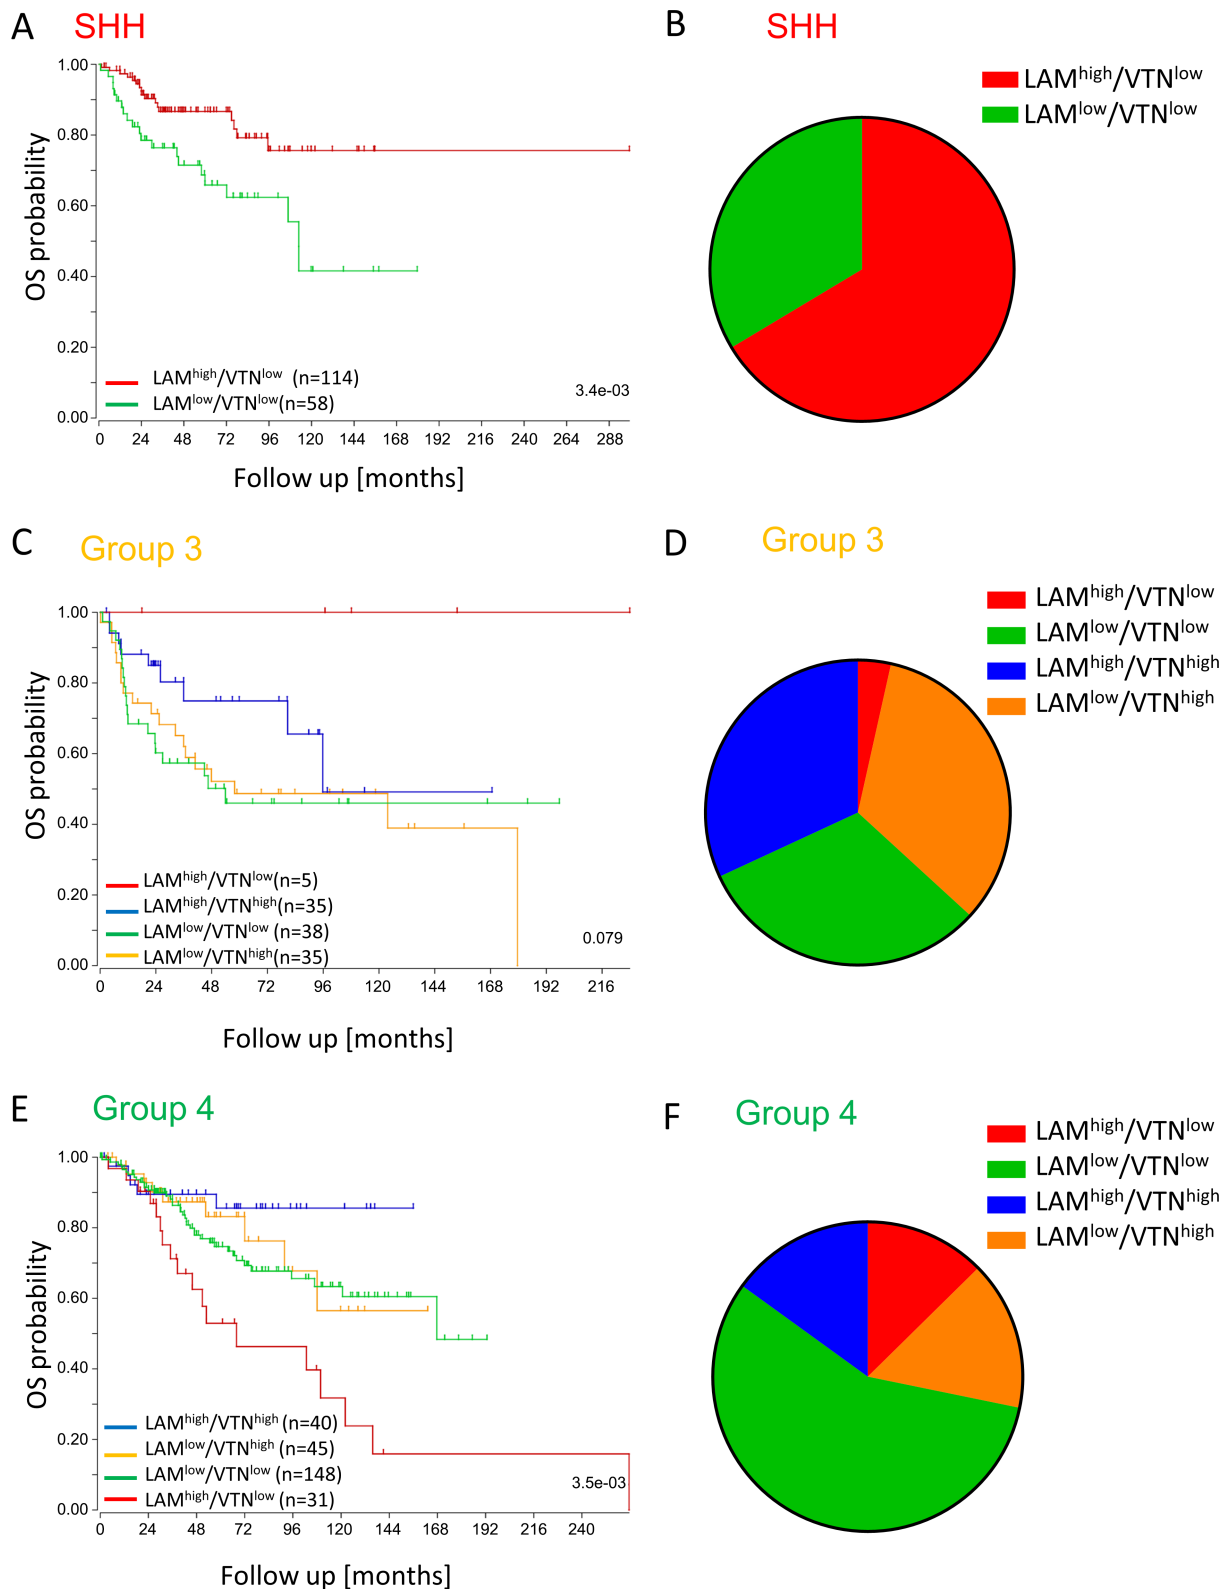 A SHH
1.00
0.80
0.60
0.40
0.20
0.00
OS probability
LAMhigh/VTNlow (n=114)
LAMlow/VTNlow(n=58)
3.4e-03
0 24 48 72 96 120 144 168 192 216 240 264 288
Follow up [months]
B SHH
LAMhigh/VTNlow
LAMlow/VTNlow
C Group 3
1.00
0.80
0.60
0.40
0.20
0.00
OS probability
LAMhigh/VTNlow(n=5)
LAMhigh/VTNhigh(n=35)
LAMlow/VTNlow (n=38)
LAMlow/VTNhigh(n=35)
0.079
0 24 48 72 96 120 144 168 192 216
Follow up [months]
D Group 3
LAMhigh/VTNlow
LAMlow/VTNlow
LAMhigh/VTNhigh
LAMlow/VTNhigh
E Group 4
1.00
0.80
0.60
0.40
0.20
0.00
OS probability
LAMhigh/VTNhigh (n=40)
LAMlow/VTNhigh (n=45)
LAMlow/VTNlow (n=148)
LAMhigh/VTNlow (n=31)
3.5e-03
0 24 48 72 96 120 144 168 192 216 240
Follow up [months]
F Group 4
LAMhigh/VTNlow
LAMlow/VTNlow
LAMhigh/VTNhigh
LAMlow/VTNhigh